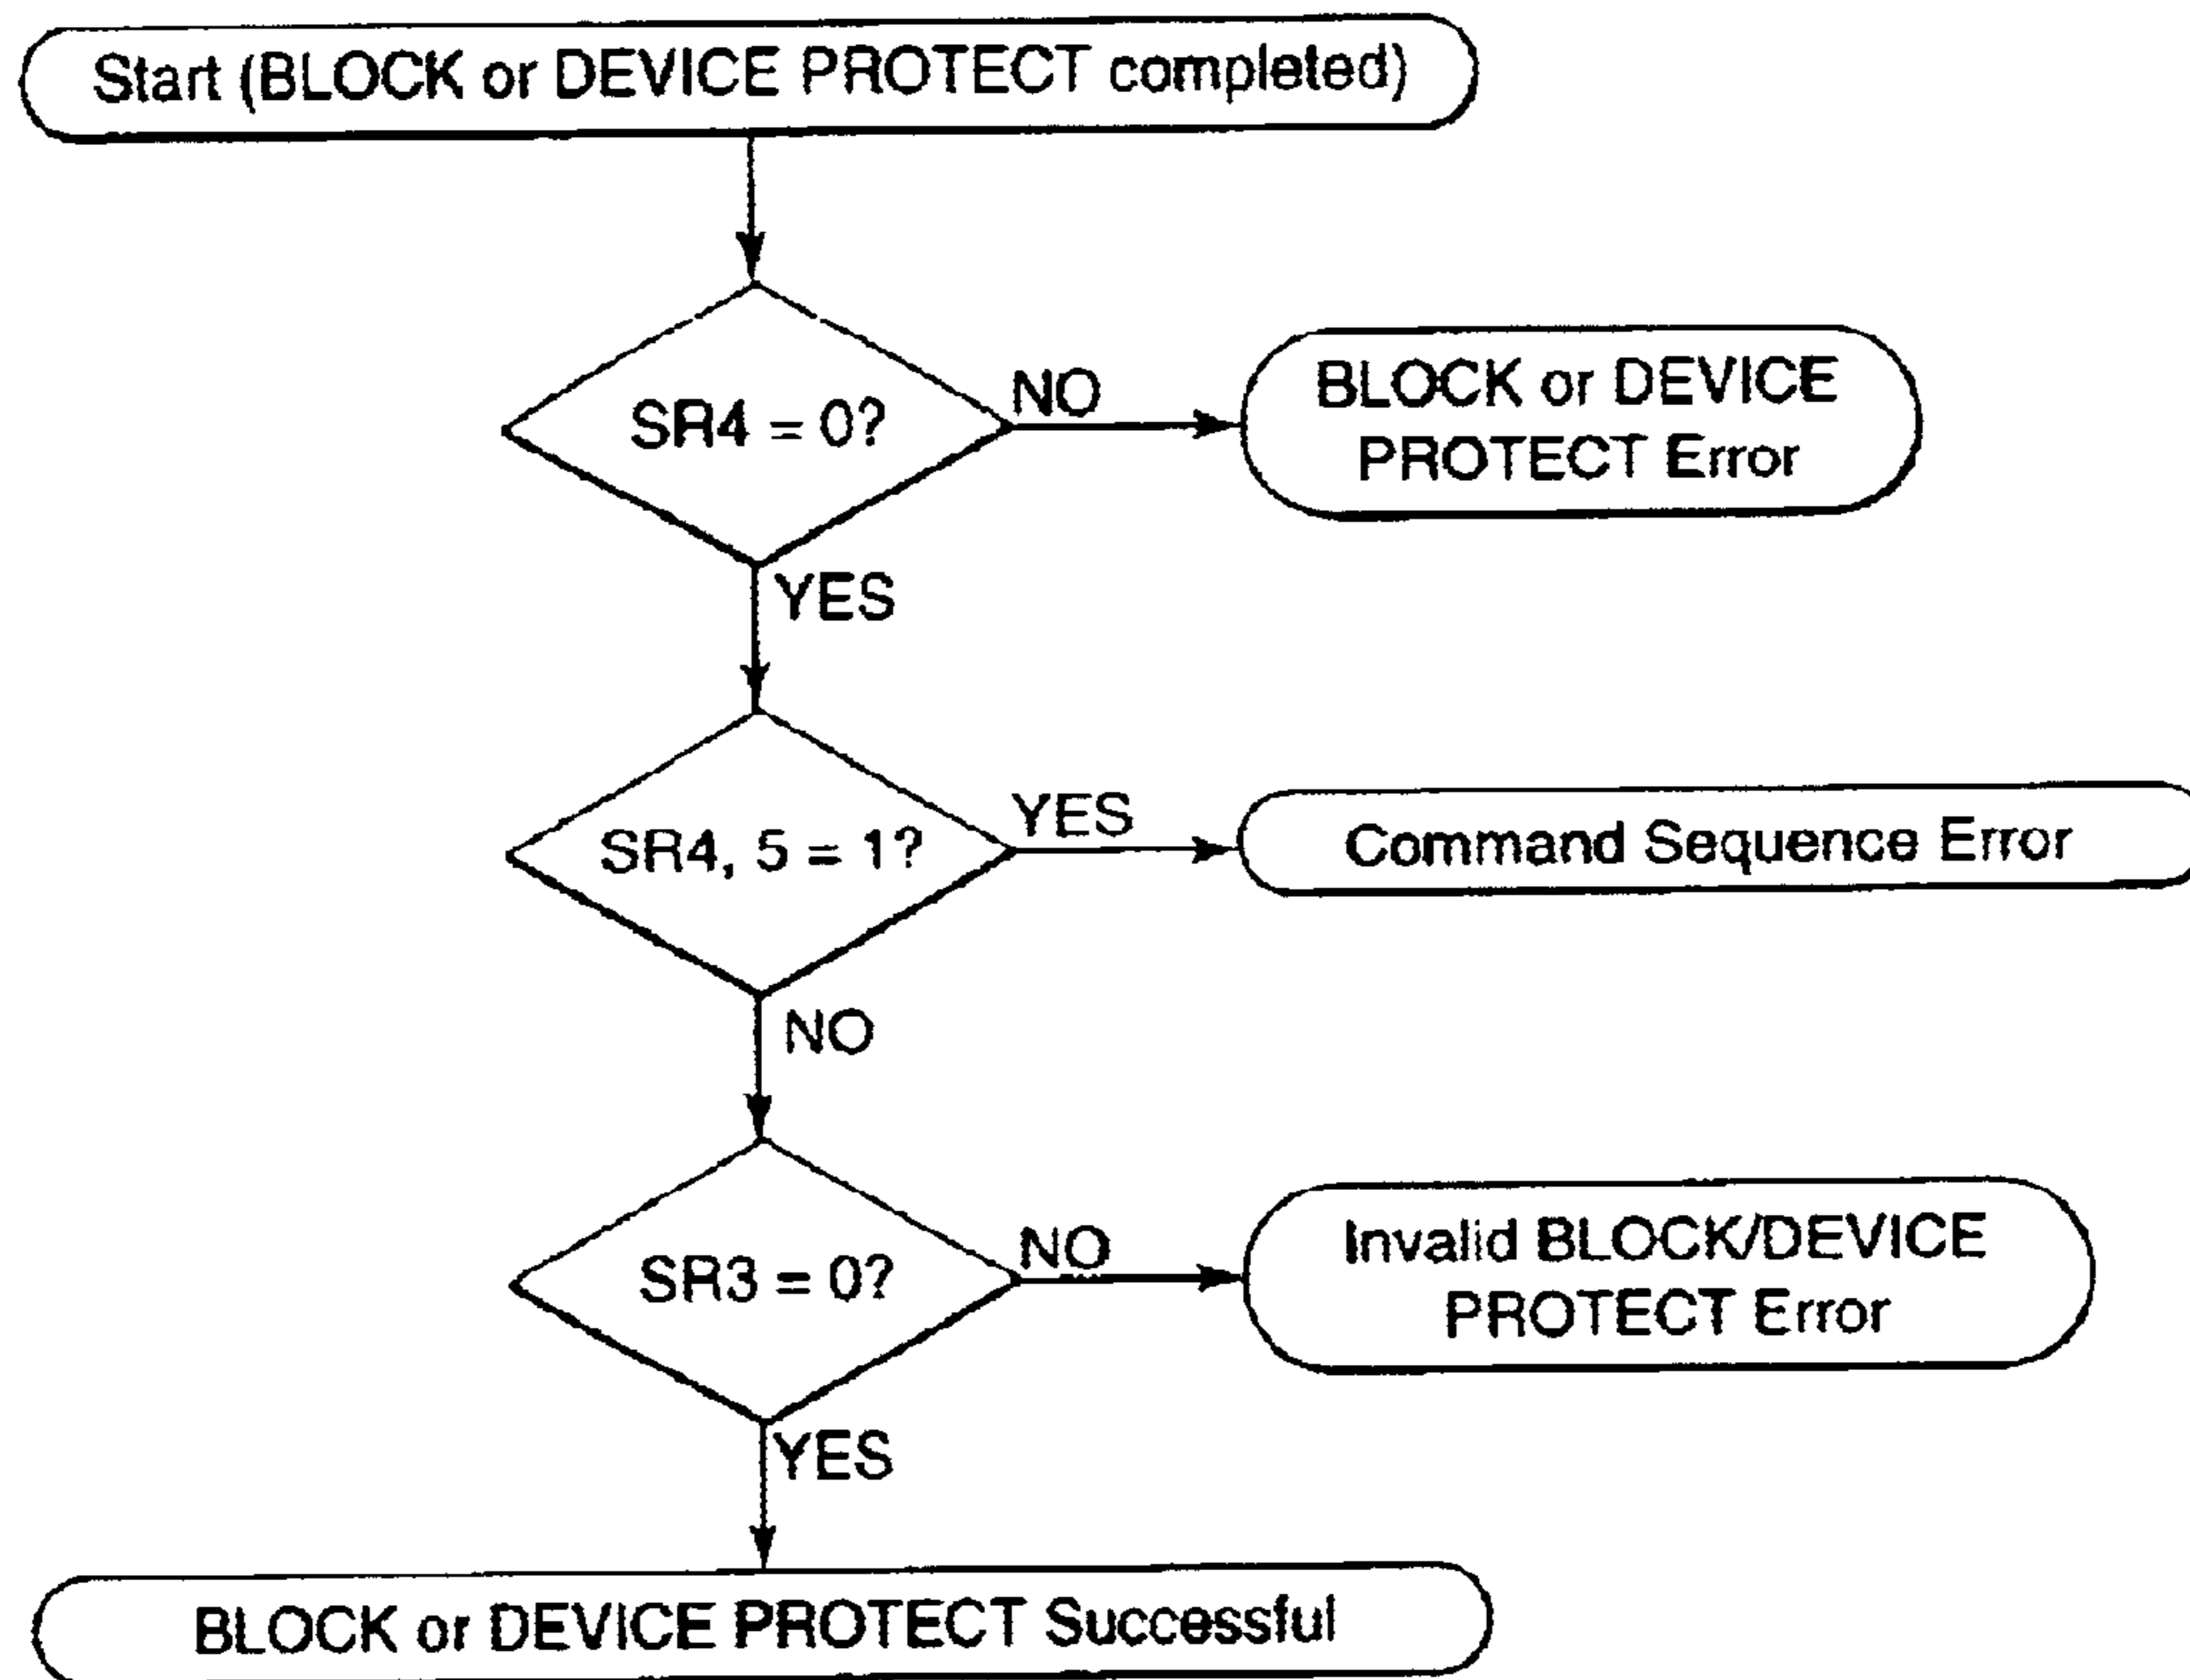 Start (BLOCK or DEVICE PROTECT completed)
SR4 = 0?
NO
BLOCK or DEVICE
PROTECT Error
YES
SR4, 5 = 1?
YES
Command Sequence Error
NO
SR3 = 0?
NO
Invalid BLOCK/DEVICE
PROTECT Error
YES
BLOCK or DEVICE PROTECT Successful